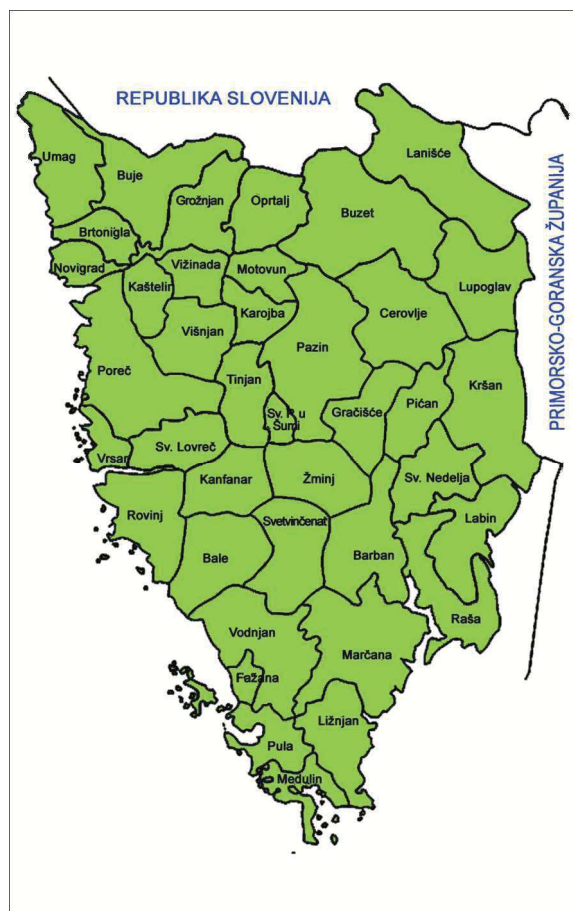 REPUBLIKA SLOVENIJA
PRIMORSKO-GORANSKA ŽUPANIJA
Umag
Buje
Lanišće
Grožnjan
Oprtalj
Buzet
Brtonigla
Novigrad
Vižinada
Motovun
Kaštelir
Lupoglav
Karojba
Cerovlje
Višnjan
Pazin
Poreč
Tinjan
Kršan
Sv. P. u
Šumi
Gračišće
Pićan
Vrsar
Sv. Lovreč
Kanfanar
Žminj
Sv. Nedelja
Rovinj
Svetvinčenat
Labin
Bale
Barban
Raša
Vodnjan
Marčana
Fažana
Ližnjan
Pula
Medulin